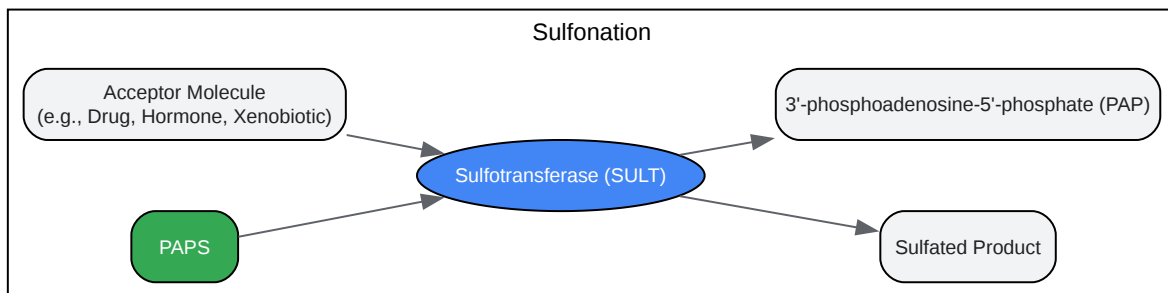 Sulfonation
Acceptor Molecule
(e.g., Drug, Hormone, Xenobiotic)
3'-phosphoadenosine-5'-phosphate (PAP)
Sulfotransferase (SULT)
PAPS
Sulfated Product